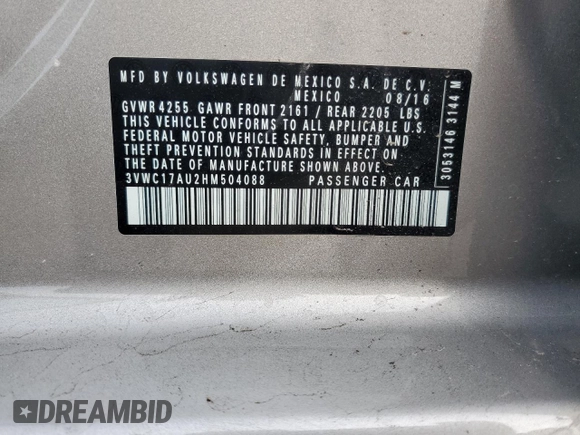 MFD BY VOLKSWAGEN DE MEXICO S.A. DE C.V.
MEXICO 08/16
GVWR 4255 GAWR FRONT 2161 / REAR 2205 LBS
THIS VEHICLE CONFORMS TO ALL APPLICABLE U.S.
FEDERAL MOTOR VEHICLE SAFETY, BUMPER AND
THEFT PREVENTION STANDARDS IN EFFECT ON
THE DATE OF MANUFACTURE SHOWN ABOVE.
3VWC17AU2HM504088 PASSENGER CAR
3053146 3144 M
DREAMBID